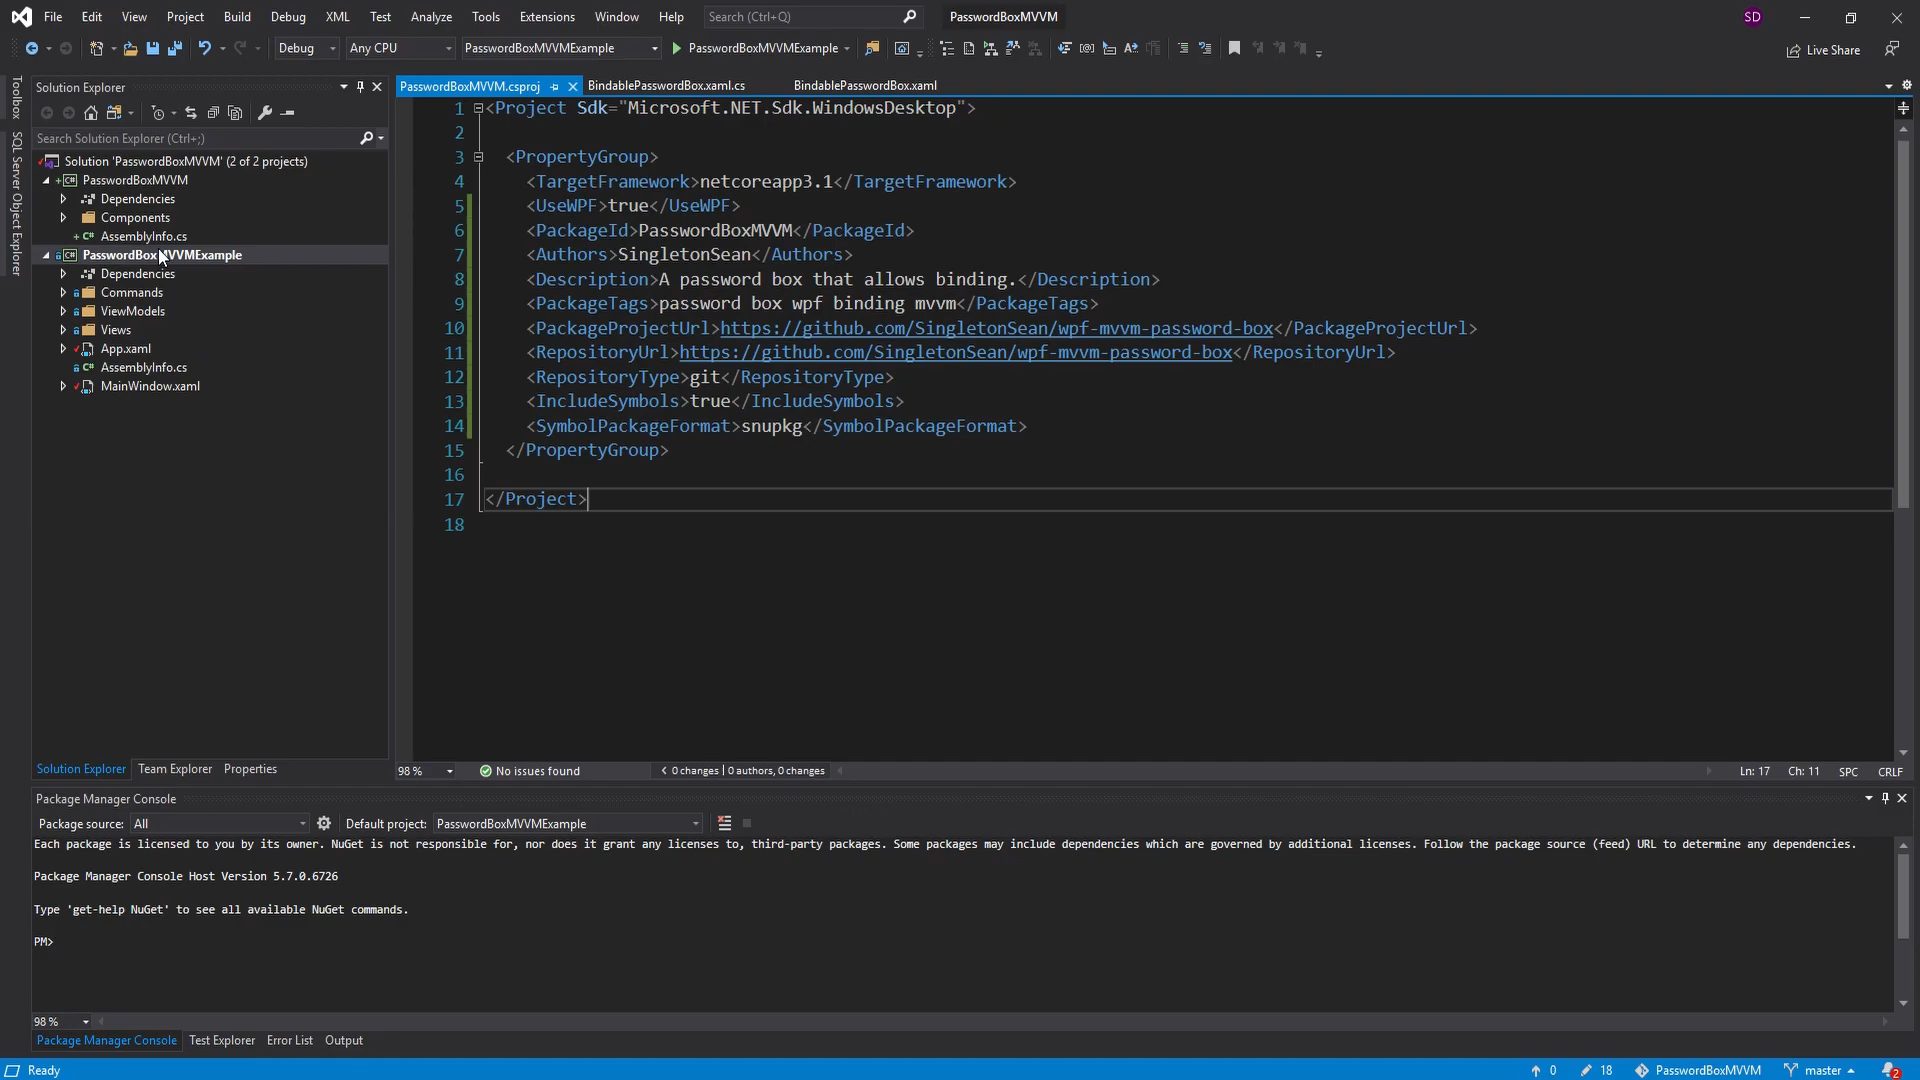 File Edit View Project Build Debug XML Test Analyze Tools Extensions Window Help Search (Ctrl+Q) PasswordBoxMVVM SD
Debug Any CPU PasswordBoxMVVMExample PasswordBoxMVVMExample Live Share
Toolbox
SQL Server Object Explorer
Solution Explorer
Search Solution Explorer (Ctrl+;)
Solution 'PasswordBoxMVVM' (2 of 2 projects)
PasswordBoxMVVM
Dependencies
Components
AssemblyInfo.cs
PasswordBoxMVVMExample
Dependencies
Commands
ViewModels
Views
App.xaml
AssemblyInfo.cs
MainWindow.xaml
Solution Explorer Team Explorer Properties
PasswordBoxMVVM.csproj BindablePasswordBox.xaml.cs BindablePasswordBox.xaml
1 <Project Sdk="Microsoft.NET.Sdk.WindowsDesktop">
2
3 <PropertyGroup>
4 <TargetFramework>netcoreapp3.1</TargetFramework>
5 <UseWPF>true</UseWPF>
6 <PackageId>PasswordBoxMVVM</PackageId>
7 <Authors>SingletonSean</Authors>
8 <Description>A password box that allows binding.</Description>
9 <PackageTags>password box wpf binding mvvm</PackageTags>
10 <PackageProjectUrl>https://github.com/SingletonSean/wpf-mvvm-password-box</PackageProjectUrl>
11 <RepositoryUrl>https://github.com/SingletonSean/wpf-mvvm-password-box</RepositoryUrl>
12 <RepositoryType>git</RepositoryType>
13 <IncludeSymbols>true</IncludeSymbols>
14 <SymbolPackageFormat>snupkg</SymbolPackageFormat>
15 </PropertyGroup>
16
17 </Project>
18
98 % No issues found 0 changes | 0 authors, 0 changes Ln: 17 Ch: 11 SPC CRLF
Package Manager Console
Package source: All Default project: PasswordBoxMVVMExample
Each package is licensed to you by its owner. NuGet is not responsible for, nor does it grant any licenses to, third-party packages. Some packages may include dependencies which are governed by additional licenses. Follow the package source (feed) URL to determine any dependencies.
Package Manager Console Host Version 5.7.0.6726
Type 'get-help NuGet' to see all available NuGet commands.
PM>
98 %
Package Manager Console Test Explorer Error List Output
Ready 0 18 PasswordBoxMVVM master 2